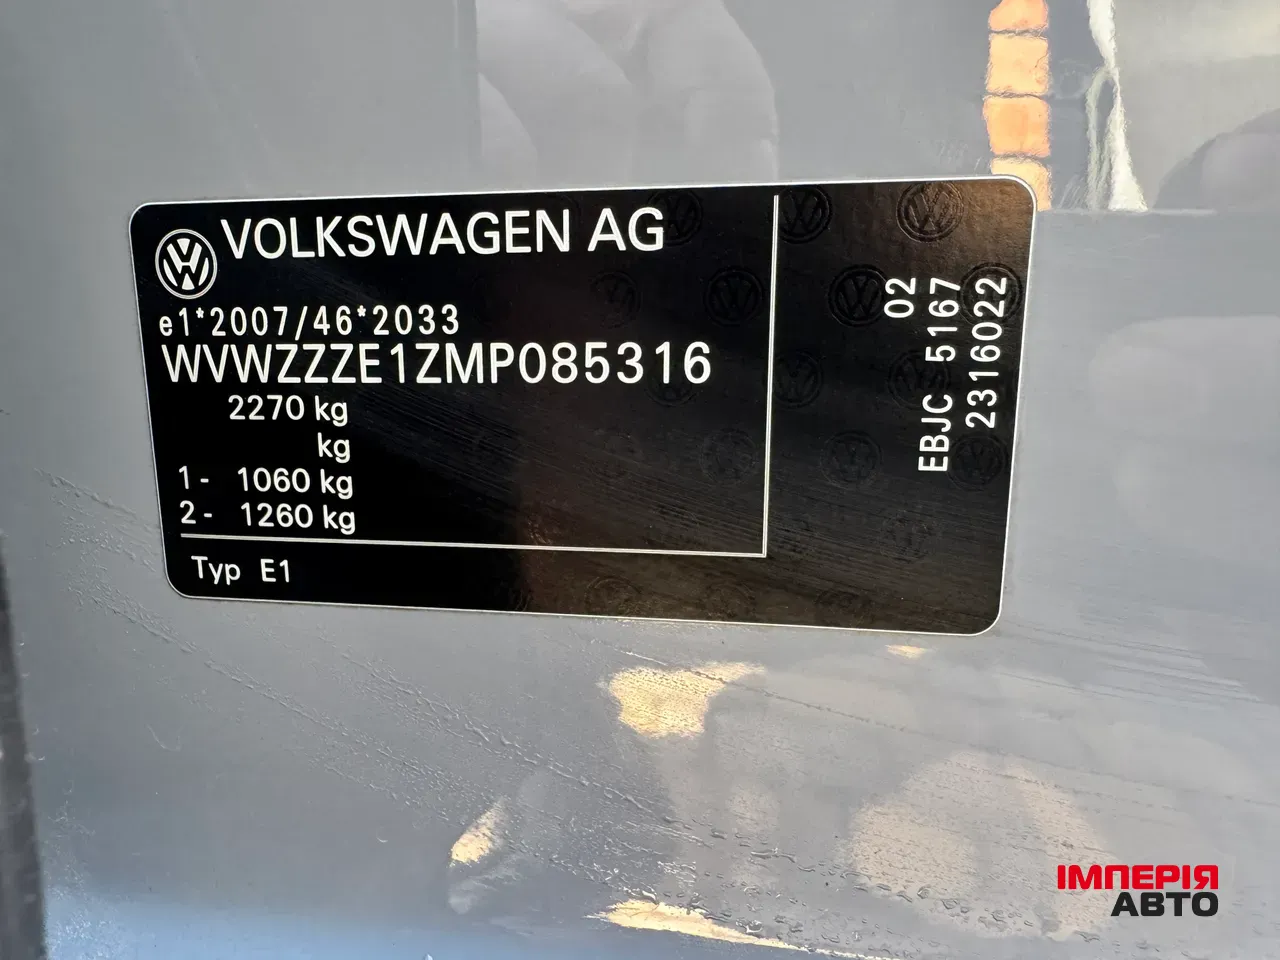 VOLKSWAGEN AG
e1*2007/46*2033
WVWZZZE1ZMP085316
2270 kg
kg
1- 1060 kg
2- 1260 kg
Typ E1
02
EBJC 5167
2316022
ІМПЕРІЯ
АВТО